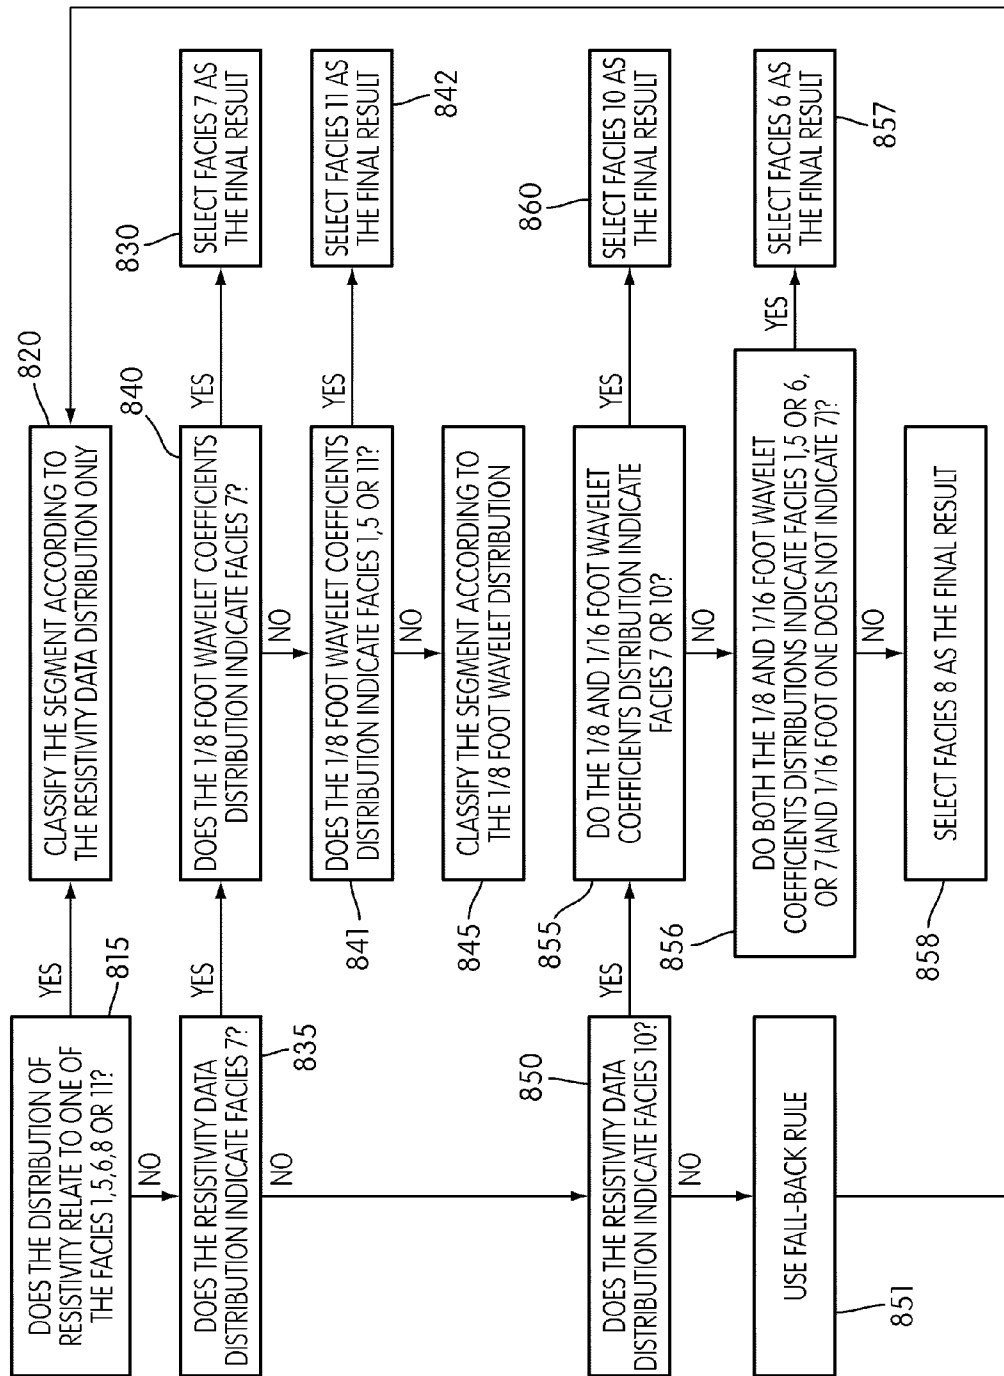 DOES THE DISTRIBUTION OF
RESISTIVITY RELATE TO ONE OF
THE FACIES 1,5,6,8 OR 11?
815
YES
CLASSIFY THE SEGMENT ACCORDING TO
THE RESISTIVITY DATA DISTRIBUTION ONLY
820
NO
DOES THE RESISTIVITY DATA
DISTRIBUTION INDICATE FACIES 7?
835
YES
DOES THE 1/8 FOOT WAVELET COEFFICIENTS
DISTRIBUTION INDICATE FACIES 7?
840
YES
SELECT FACIES 7 AS
THE FINAL RESULT
830
NO
DOES THE 1/8 FOOT WAVELET COEFFICIENTS
DISTRIBUTION INDICATE FACIES 1,5 OR 11?
841
YES
SELECT FACIES 11 AS
THE FINAL RESULT
842
NO
CLASSIFY THE SEGMENT ACCORDING TO
THE 1/8 FOOT WAVELET DISTRIBUTION
845
NO
DOES THE RESISTIVITY DATA
DISTRIBUTION INDICATE FACIES 10?
850
YES
DO THE 1/8 AND 1/16 FOOT WAVELET
COEFFICIENTS DISTRIBUTION INDICATE
FACIES 7 OR 10?
855
YES
SELECT FACIES 10 AS
THE FINAL RESULT
860
NO
DO BOTH THE 1/8 AND 1/16 FOOT WAVELET
COEFFICIENTS DISTRIBUTIONS INDICATE FACIES 1,5 OR 6,
OR 7 (AND 1/16 FOOT ONE DOES NOT INDICATE 7)?
856
YES
SELECT FACIES 6 AS
THE FINAL RESULT
857
NO
SELECT FACIES 8 AS THE FINAL RESULT
858
NO
USE FALL-BACK RULE
851